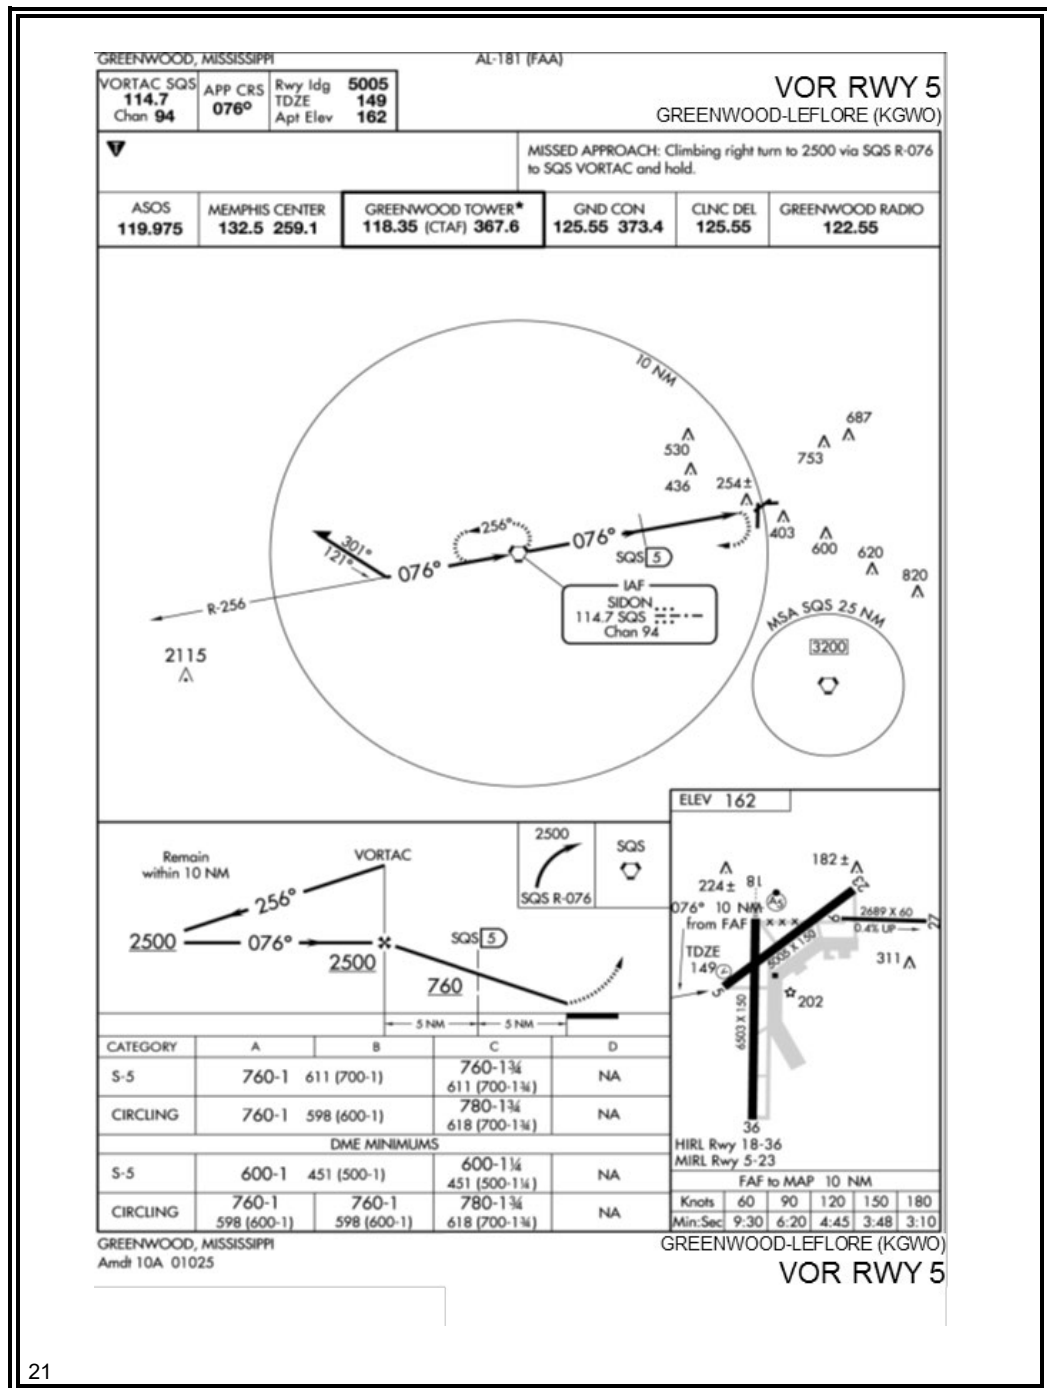 GREENWOOD, MISSISSIPPI
AL-181 (FAA)
VORTAC SQS
114.7
Chan 94
APP CRS
076°
Rwy ldg 5005
TDZE 149
Apt Elev 162
VOR RWY 5
GREENWOOD-LEFLORE (KGWO)
T
MISSED APPROACH: Climbing right turn to 2500 via SQS R-076
to SQS VORTAC and hold.
ASOS
119.975
MEMPHIS CENTER
132.5 259.1
GREENWOOD TOWER★
118.35 (CTAF) 367.6
GND CON
125.55 373.4
CLNC DEL
125.55
GREENWOOD RADIO
122.55
10 NM
687
530
753
436
254±
403
600
620
820
301°
121°
256°
076°
076°
SQS 5
R-256
IAF
SIDON
114.7 SQS
Chan 94
MSA SQS 25 NM
3200
2115
ELEV 162
Remain
within 10 NM
VORTAC
2500
SQS R-076
SQS
256°
2500
076°
2500
SQS 5
760
5 NM
5 NM
182±
224±
18
23
A5
076° 10 NM
from FAF
9
2689 X 60
0.4% UP
27
TDZE
149
5005 X 150
311
5
202
6503 X 150
36
HIRL Rwy 18-36
MIRL Rwy 5-23
CATEGORY A B C D
S-5 760-1 611 (700-1) 760-1¾ 611 (700-1¾) NA
CIRCLING 760-1 598 (600-1) 780-1¾ 618 (700-1¾) NA
DME MINIMUMS
S-5 600-1 451 (500-1) 600-1¼ 451 (500-1¼) NA
CIRCLING 760-1 598 (600-1) 760-1 598 (600-1) 780-1¾ 618 (700-1¾) NA
FAF to MAP 10 NM
Knots 60 90 120 150 180
Min:Sec 9:30 6:20 4:45 3:48 3:10
GREENWOOD, MISSISSIPPI
Amdt 10A 01025
GREENWOOD-LEFLORE (KGWO)
VOR RWY 5
21